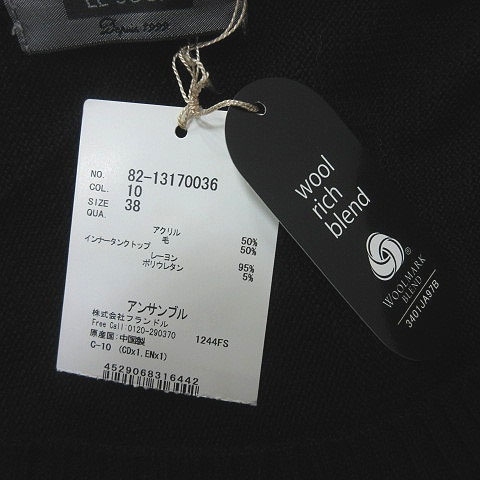 Depuis 1999
NO. 82-13170036
COL. 10
SIZE 38
QUA.
アクリル 50%
毛 50%
インナータンクトップ
レーヨン 95%
ポリウレタン 5%
アンサンブル
株式会社フランドル
Free Call 0120-290370 1244FS
原産国:中国製
C-10 (CDx1,ENx1)
4529068316442
wool
rich
blend
®
WOOLMARK
BLEND
3401JA97B